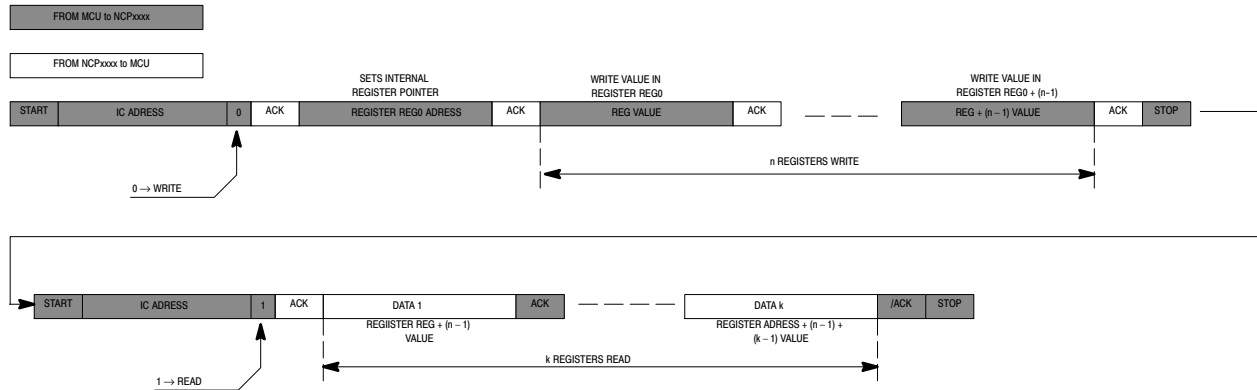 FROM MCU to NCPxxxx
FROM NCPxxxx to MCU
SETS INTERNAL
REGISTER POINTER
WRITE VALUE IN
REGISTER REG0
WRITE VALUE IN
REGISTER REG0 + (n-1)
START IC ADRESS 0 ACK REGISTER REG0 ADRESS ACK REG VALUE ACK REG + (n – 1) VALUE ACK STOP
n REGISTERS WRITE
0 → WRITE
START IC ADRESS 1 ACK DATA 1 ACK DATA k /ACK STOP
REGIISTER REG + (n – 1)
VALUE
REGISTER ADRESS + (n – 1) +
(k – 1) VALUE
k REGISTERS READ
1 → READ